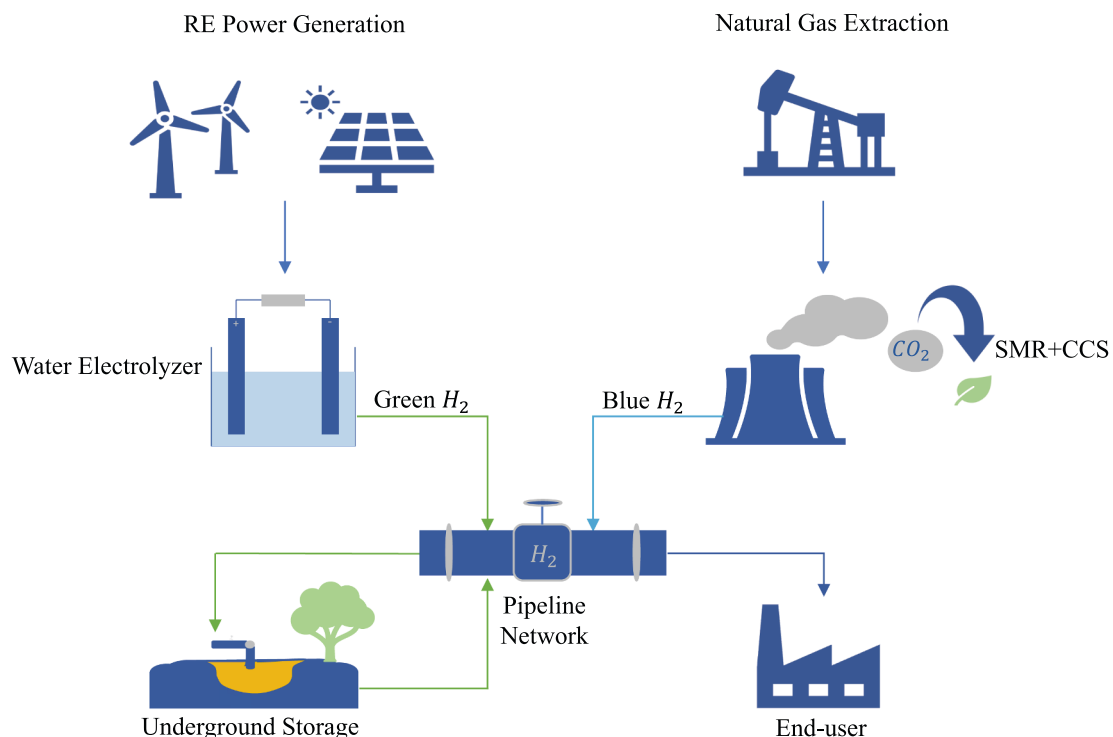 RE Power Generation
Natural Gas Extraction
+
-
Water Electrolyzer
CO₂
SMR+CCS
Green H₂
Blue H₂
H₂
Pipeline
Network
Underground Storage
End-user